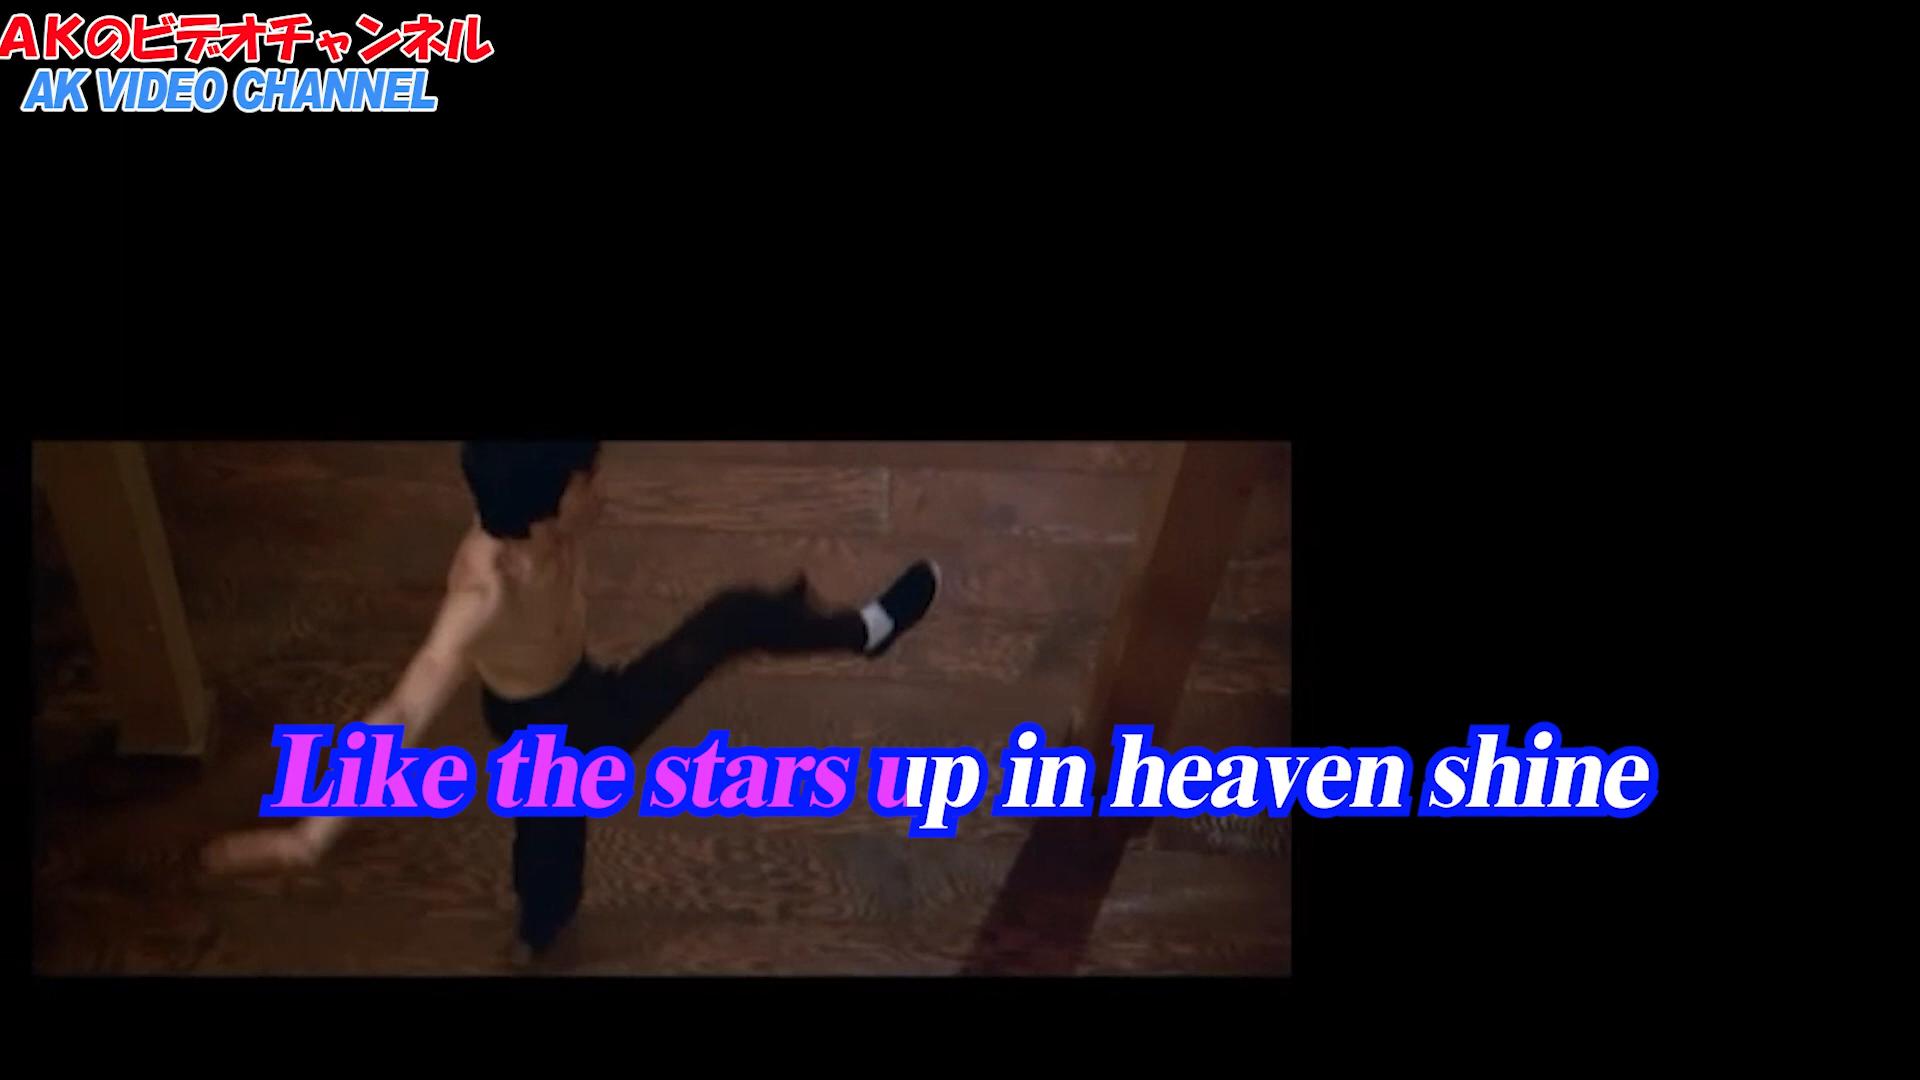 AKのビデオチャンネル
AK VIDEO CHANNEL
Like the stars up in heaven shine